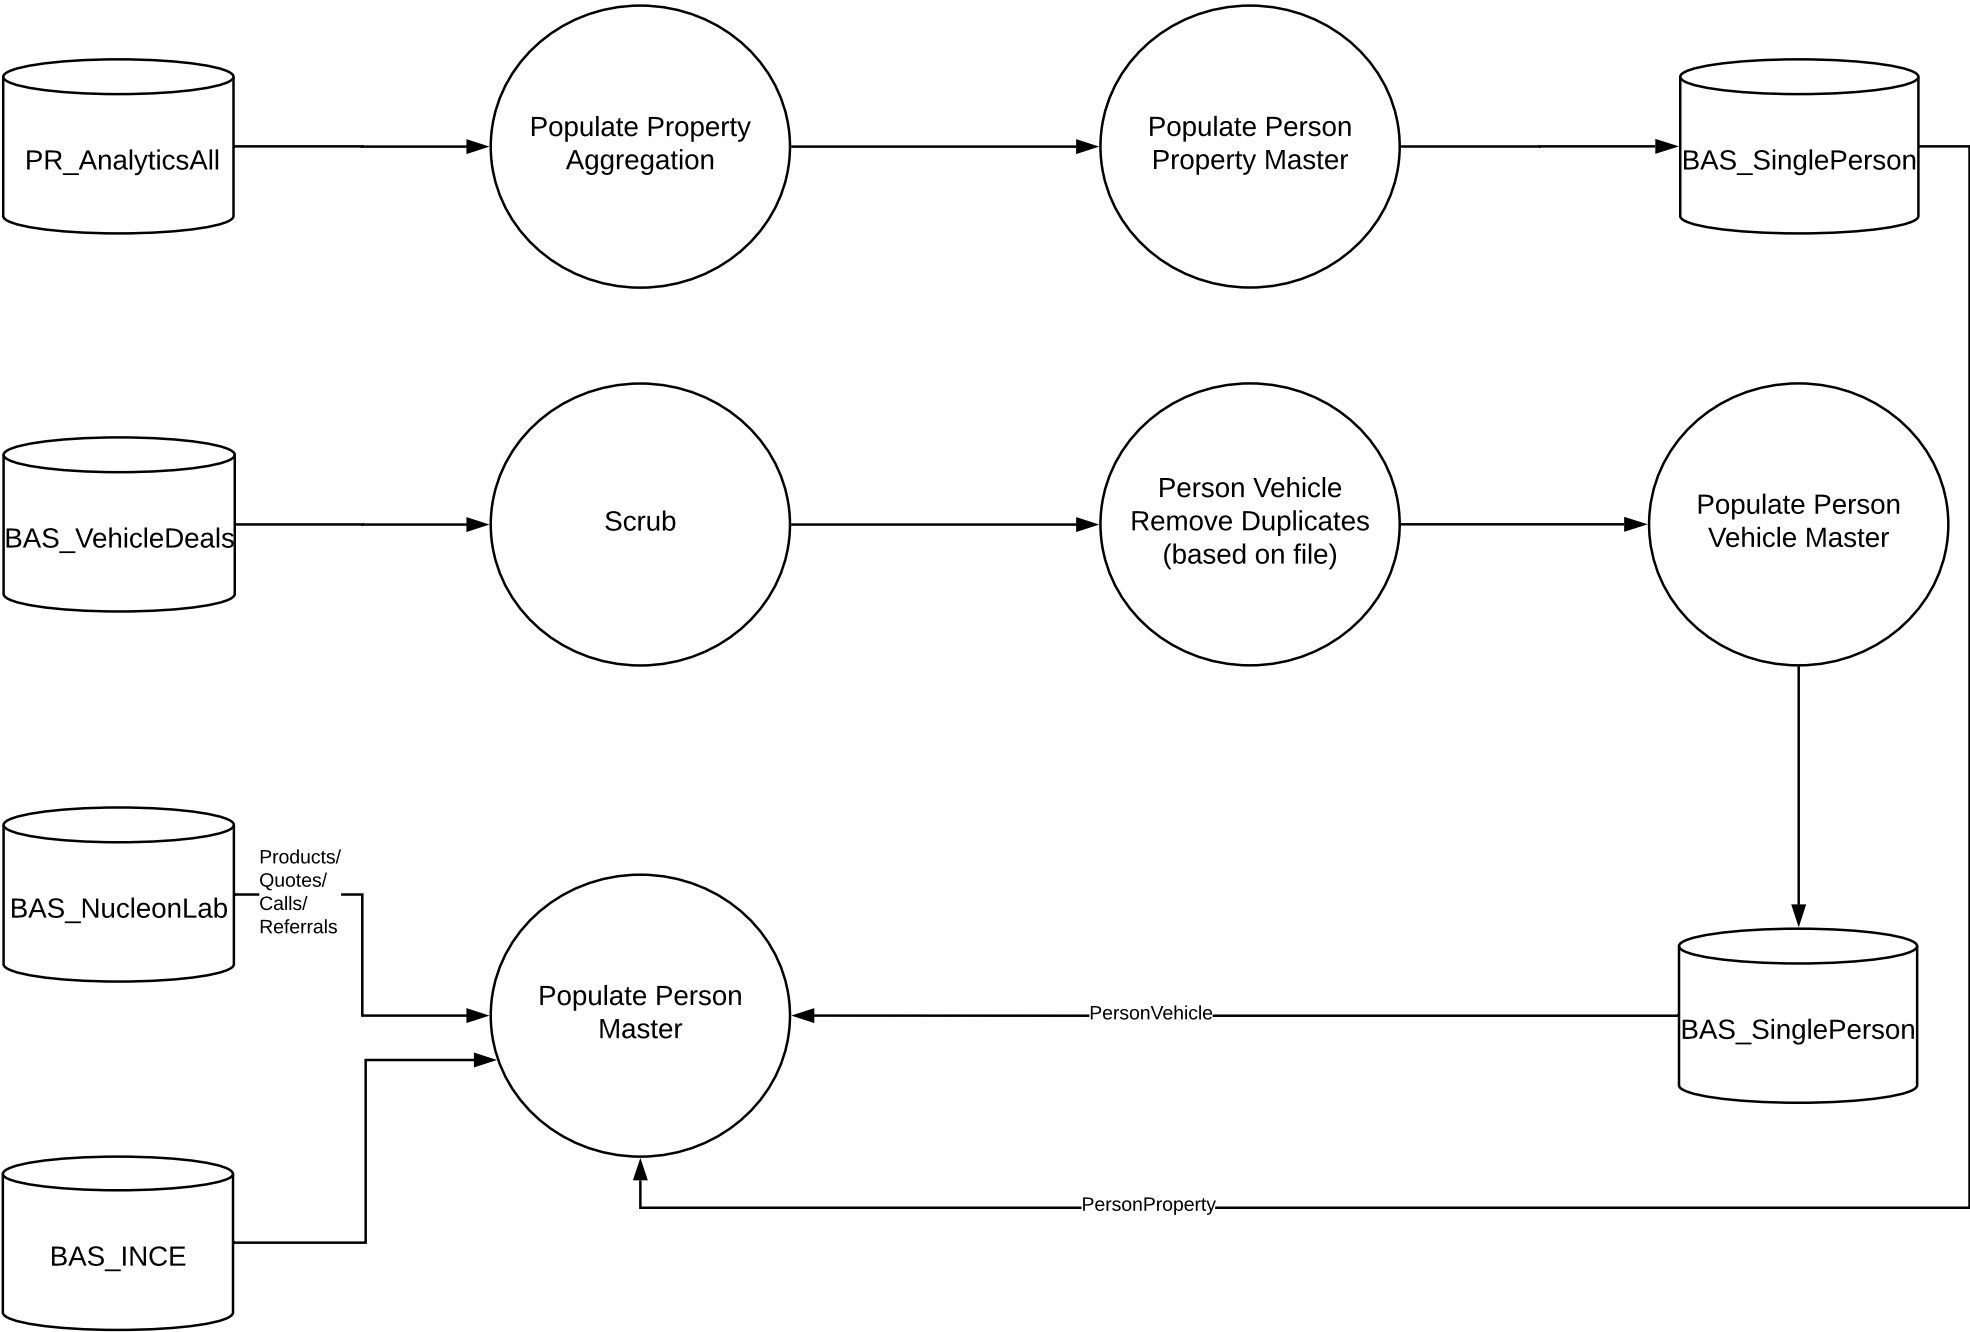 PR_AnalyticsAll
Populate Property
Aggregation
Populate Person
Property Master
BAS_SinglePerson
BAS_VehicleDeals
Scrub
Person Vehicle
Remove Duplicates
(based on file)
Populate Person
Vehicle Master
BAS_NucleonLab
Products/
Quotes/
Calls/
Referrals
Populate Person
Master
PersonVehicle
BAS_SinglePerson
PersonProperty
BAS_INCE